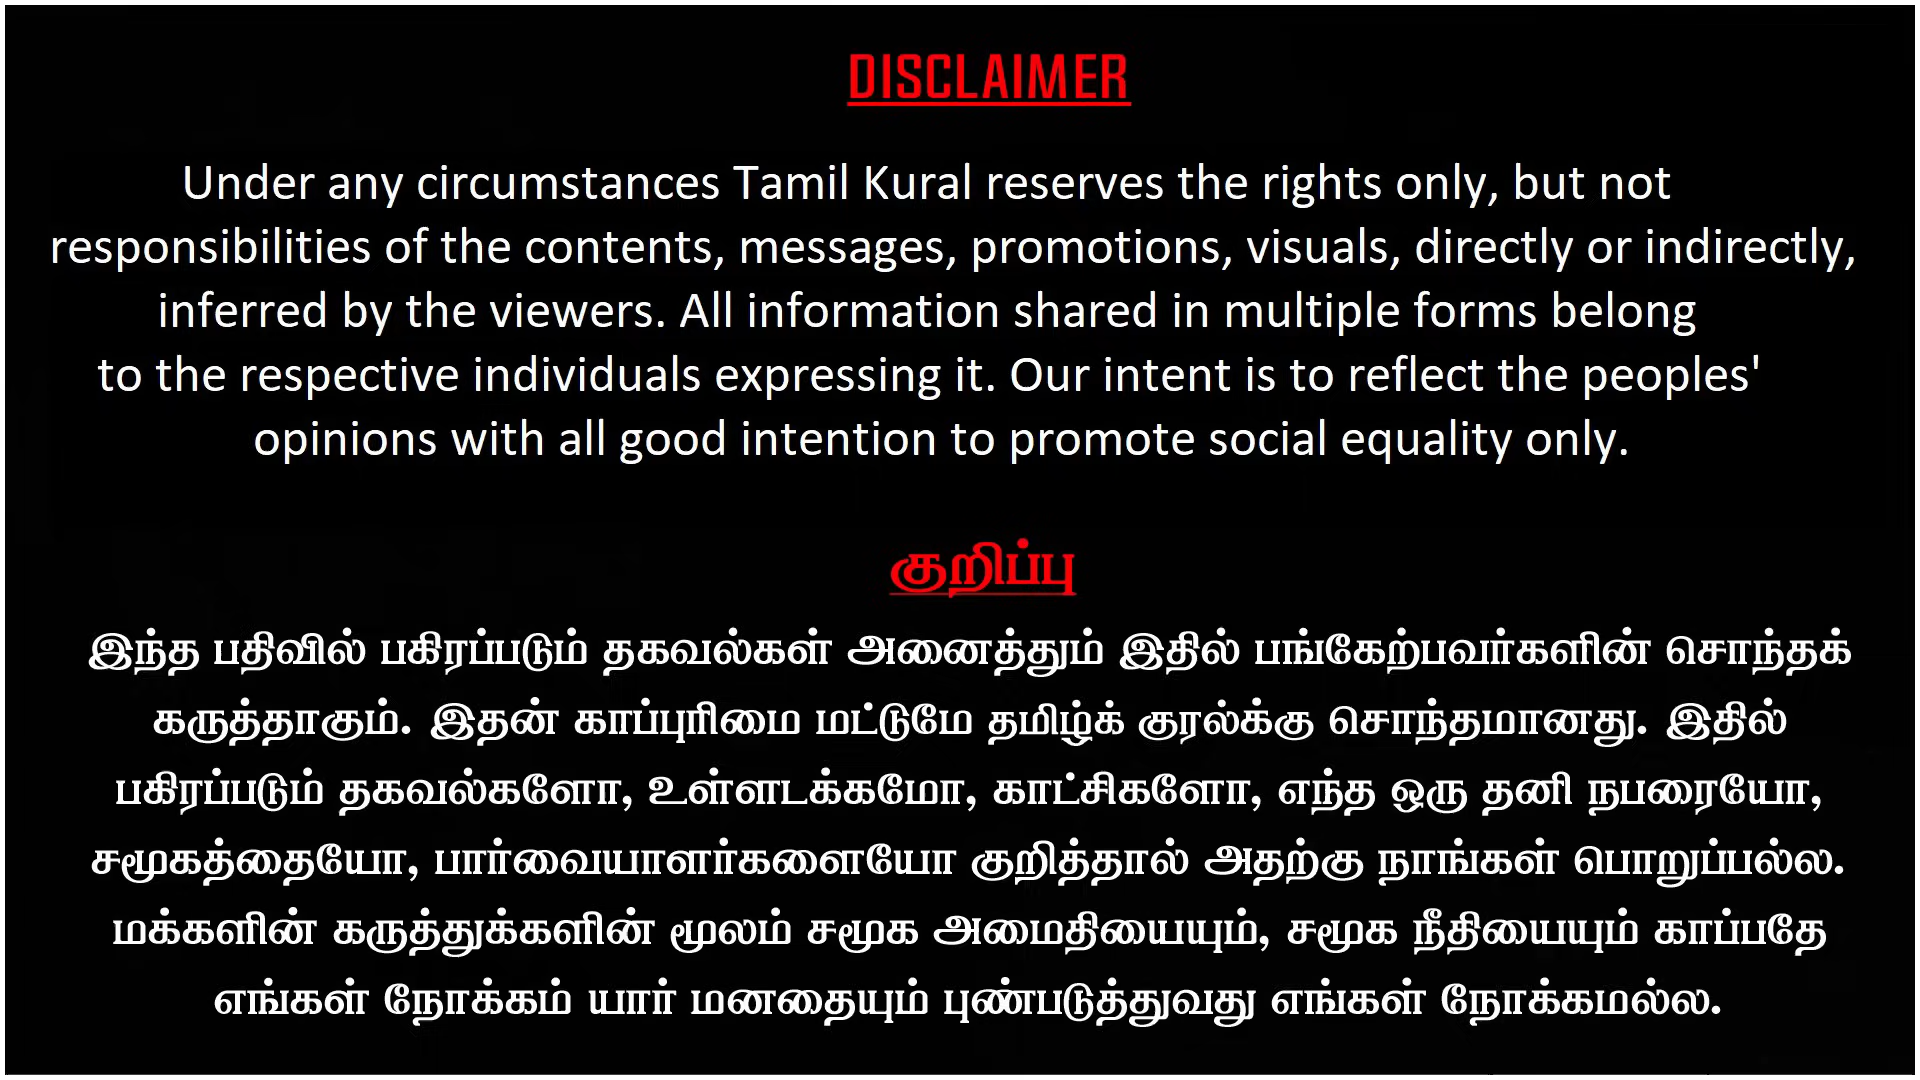 DISCLAIMER
Under any circumstances Tamil Kural reserves the rights only, but not
responsibilities of the contents, messages, promotions, visuals, directly or indirectly,
inferred by the viewers. All information shared in multiple forms belong
to the respective individuals expressing it. Our intent is to reflect the peoples'
opinions with all good intention to promote social equality only.
குறிப்பு
இந்த பதிவில் பகிரப்படும் தகவல்கள் அனைத்தும் இதில் பங்கேற்பவர்களின் சொந்தக்
கருத்தாகும். இதன் காப்புரிமை மட்டுமே தமிழ்க் குரல்க்கு சொந்தமானது. இதில்
பகிரப்படும் தகவல்களோ, உள்ளடக்கமோ, காட்சிகளோ, எந்த ஒரு தனி நபரையோ,
சமூகத்தையோ, பார்வையாளர்களையோ குறித்தால் அதற்கு நாங்கள் பொறுப்பல்ல.
மக்களின் கருத்துக்களின் மூலம் சமூக அமைதியையும், சமூக நீதியையும் காப்பதே
எங்கள் நோக்கம் யார் மனதையும் புண்படுத்துவது எங்கள் நோக்கமல்ல.